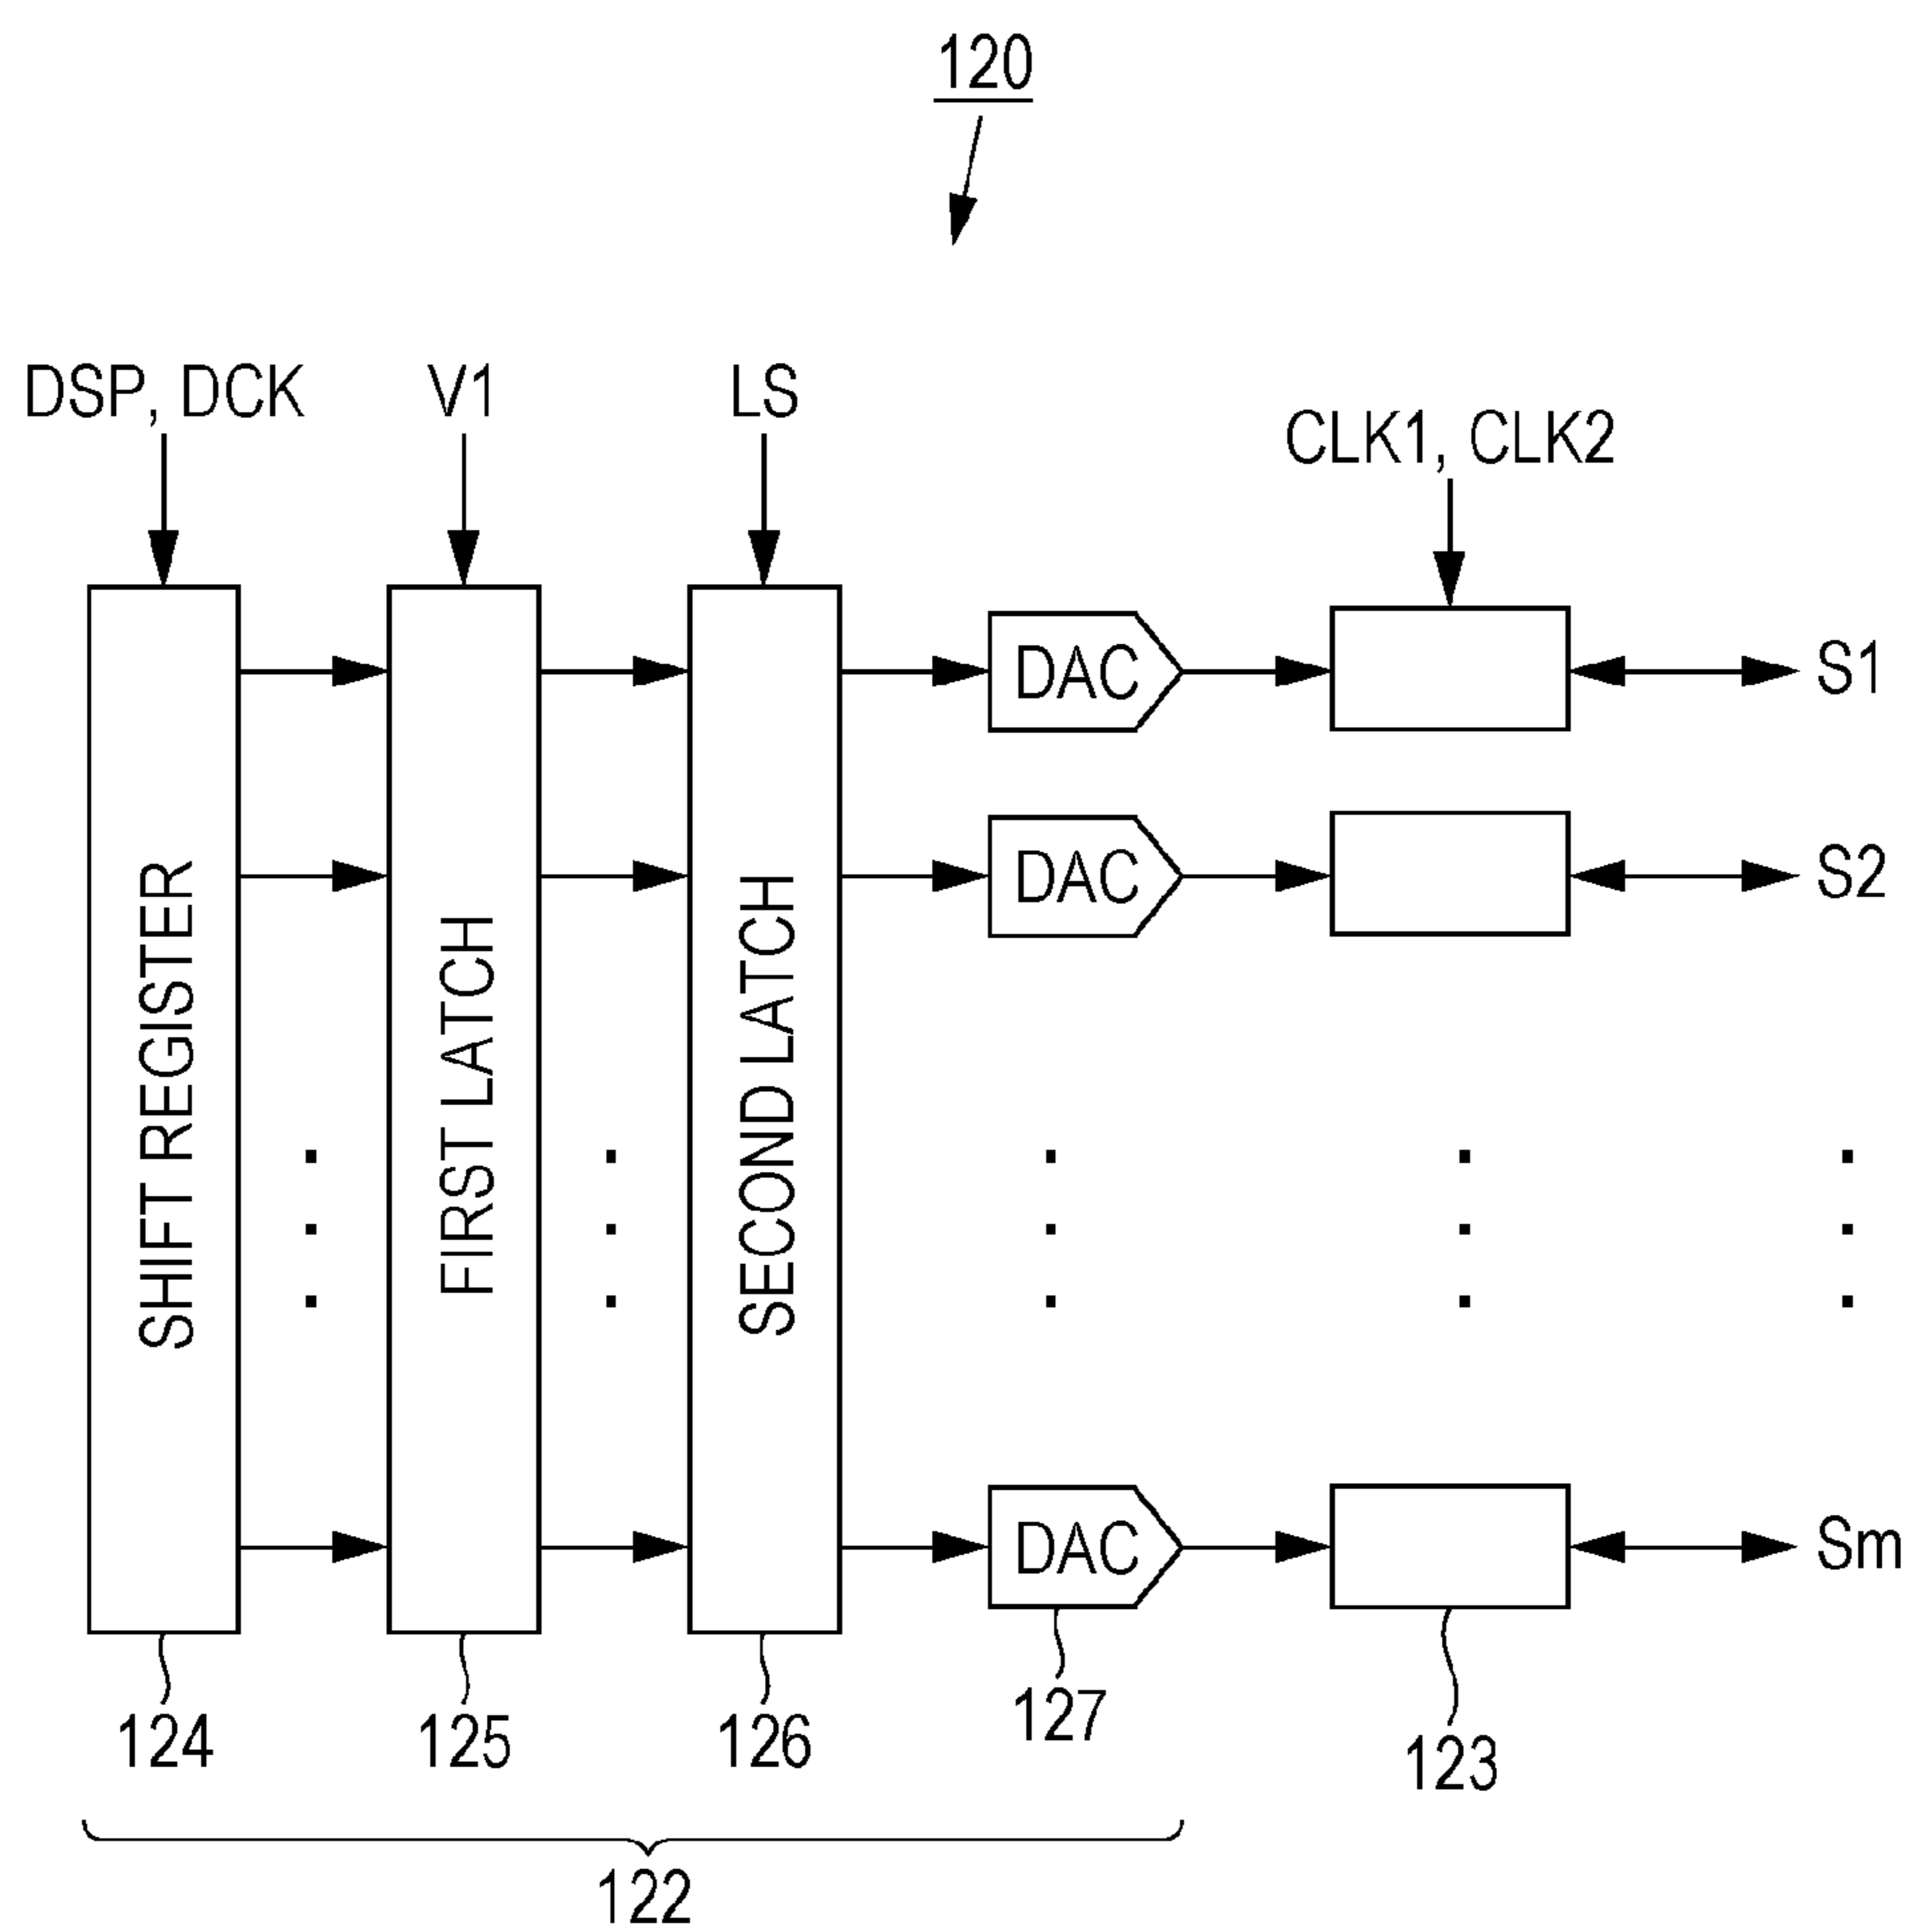 120
DSP, DCK
V1
LS
CLK1, CLK2
SHIFT REGISTER
FIRST LATCH
SECOND LATCH
DAC
S1
DAC
S2
DAC
Sm
124
125
126
127
123
122